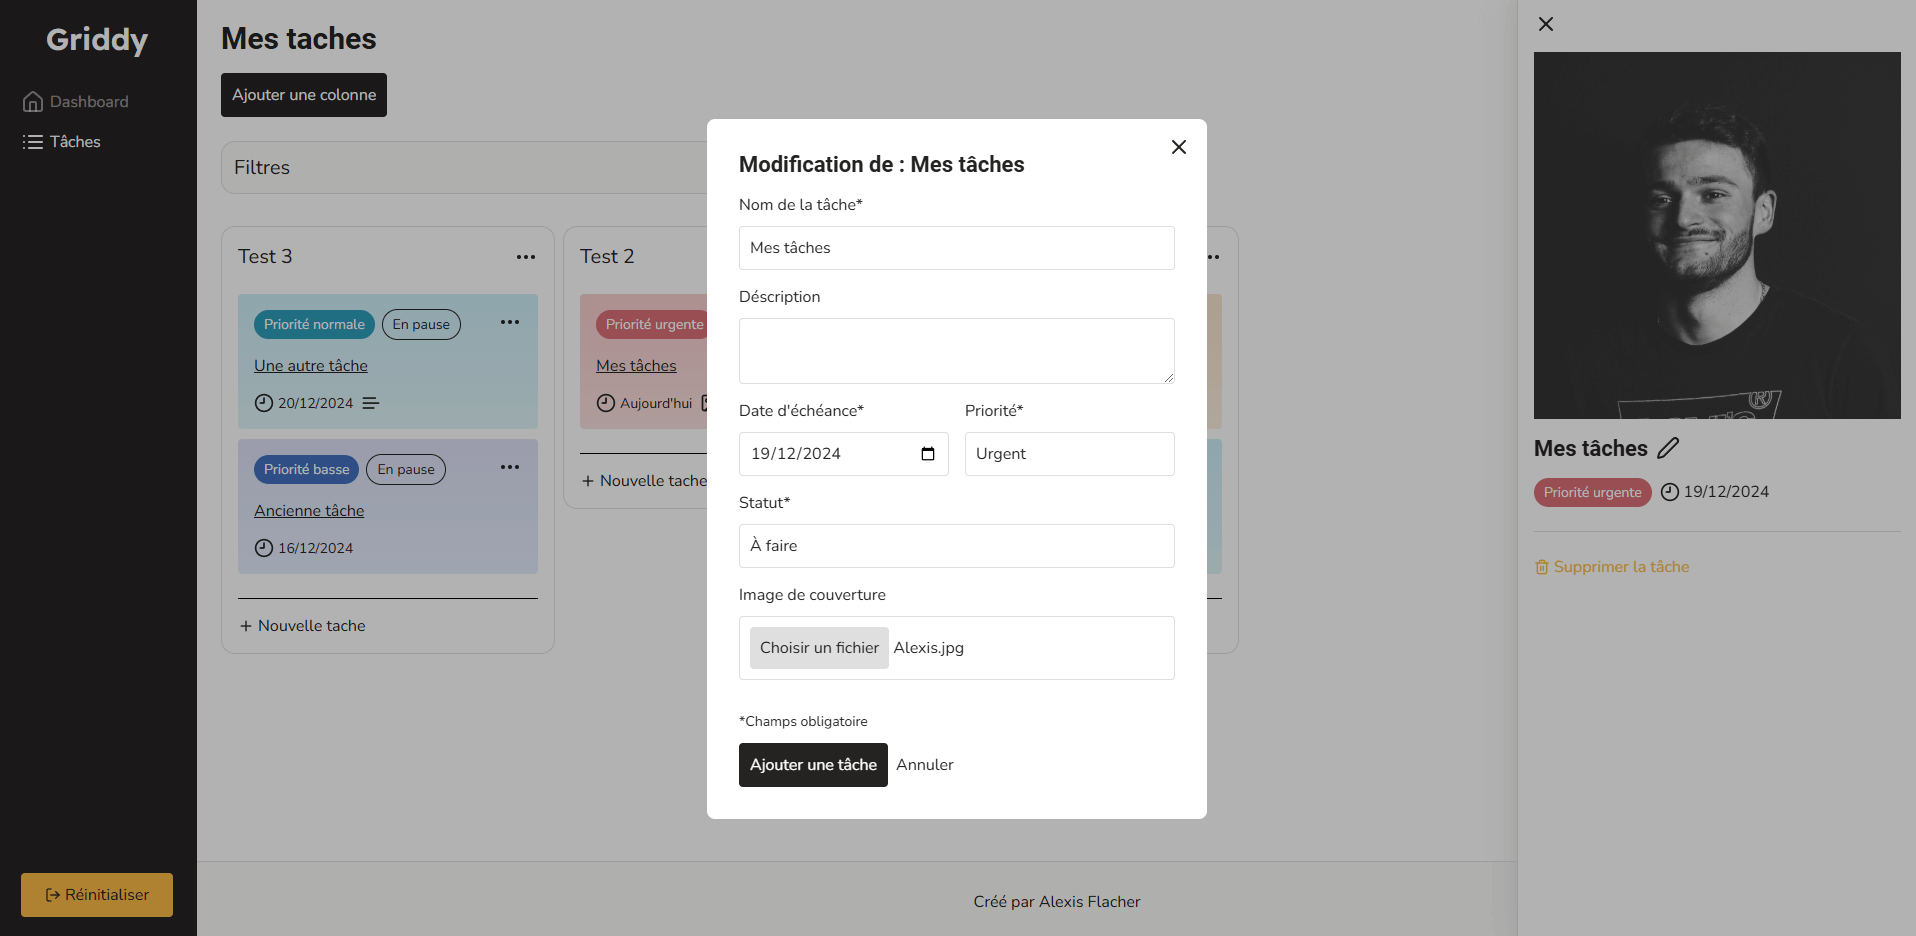 Griddy
Dashboard
Tâches
Réinitialiser
Mes taches
Ajouter une colonne
Filtres
Test 3
Priorité normale
En pause
Une autre tâche
20/12/2024
Priorité basse
En pause
Ancienne tâche
16/12/2024
Nouvelle tache
Test 2
Priorité urgente
Mes tâches
Aujourd'hui
Nouvelle tache
Modification de : Mes tâches
Nom de la tâche*
Mes tâches
Déscription
Date d'échéance*
Priorité*
19/12/2024
Urgent
Statut*
À faire
Image de couverture
Choisir un fichier Alexis.jpg
*Champs obligatoire
Ajouter une tâche
Annuler
Créé par Alexis Flacher
Mes tâches
Priorité urgente
19/12/2024
Supprimer la tâche